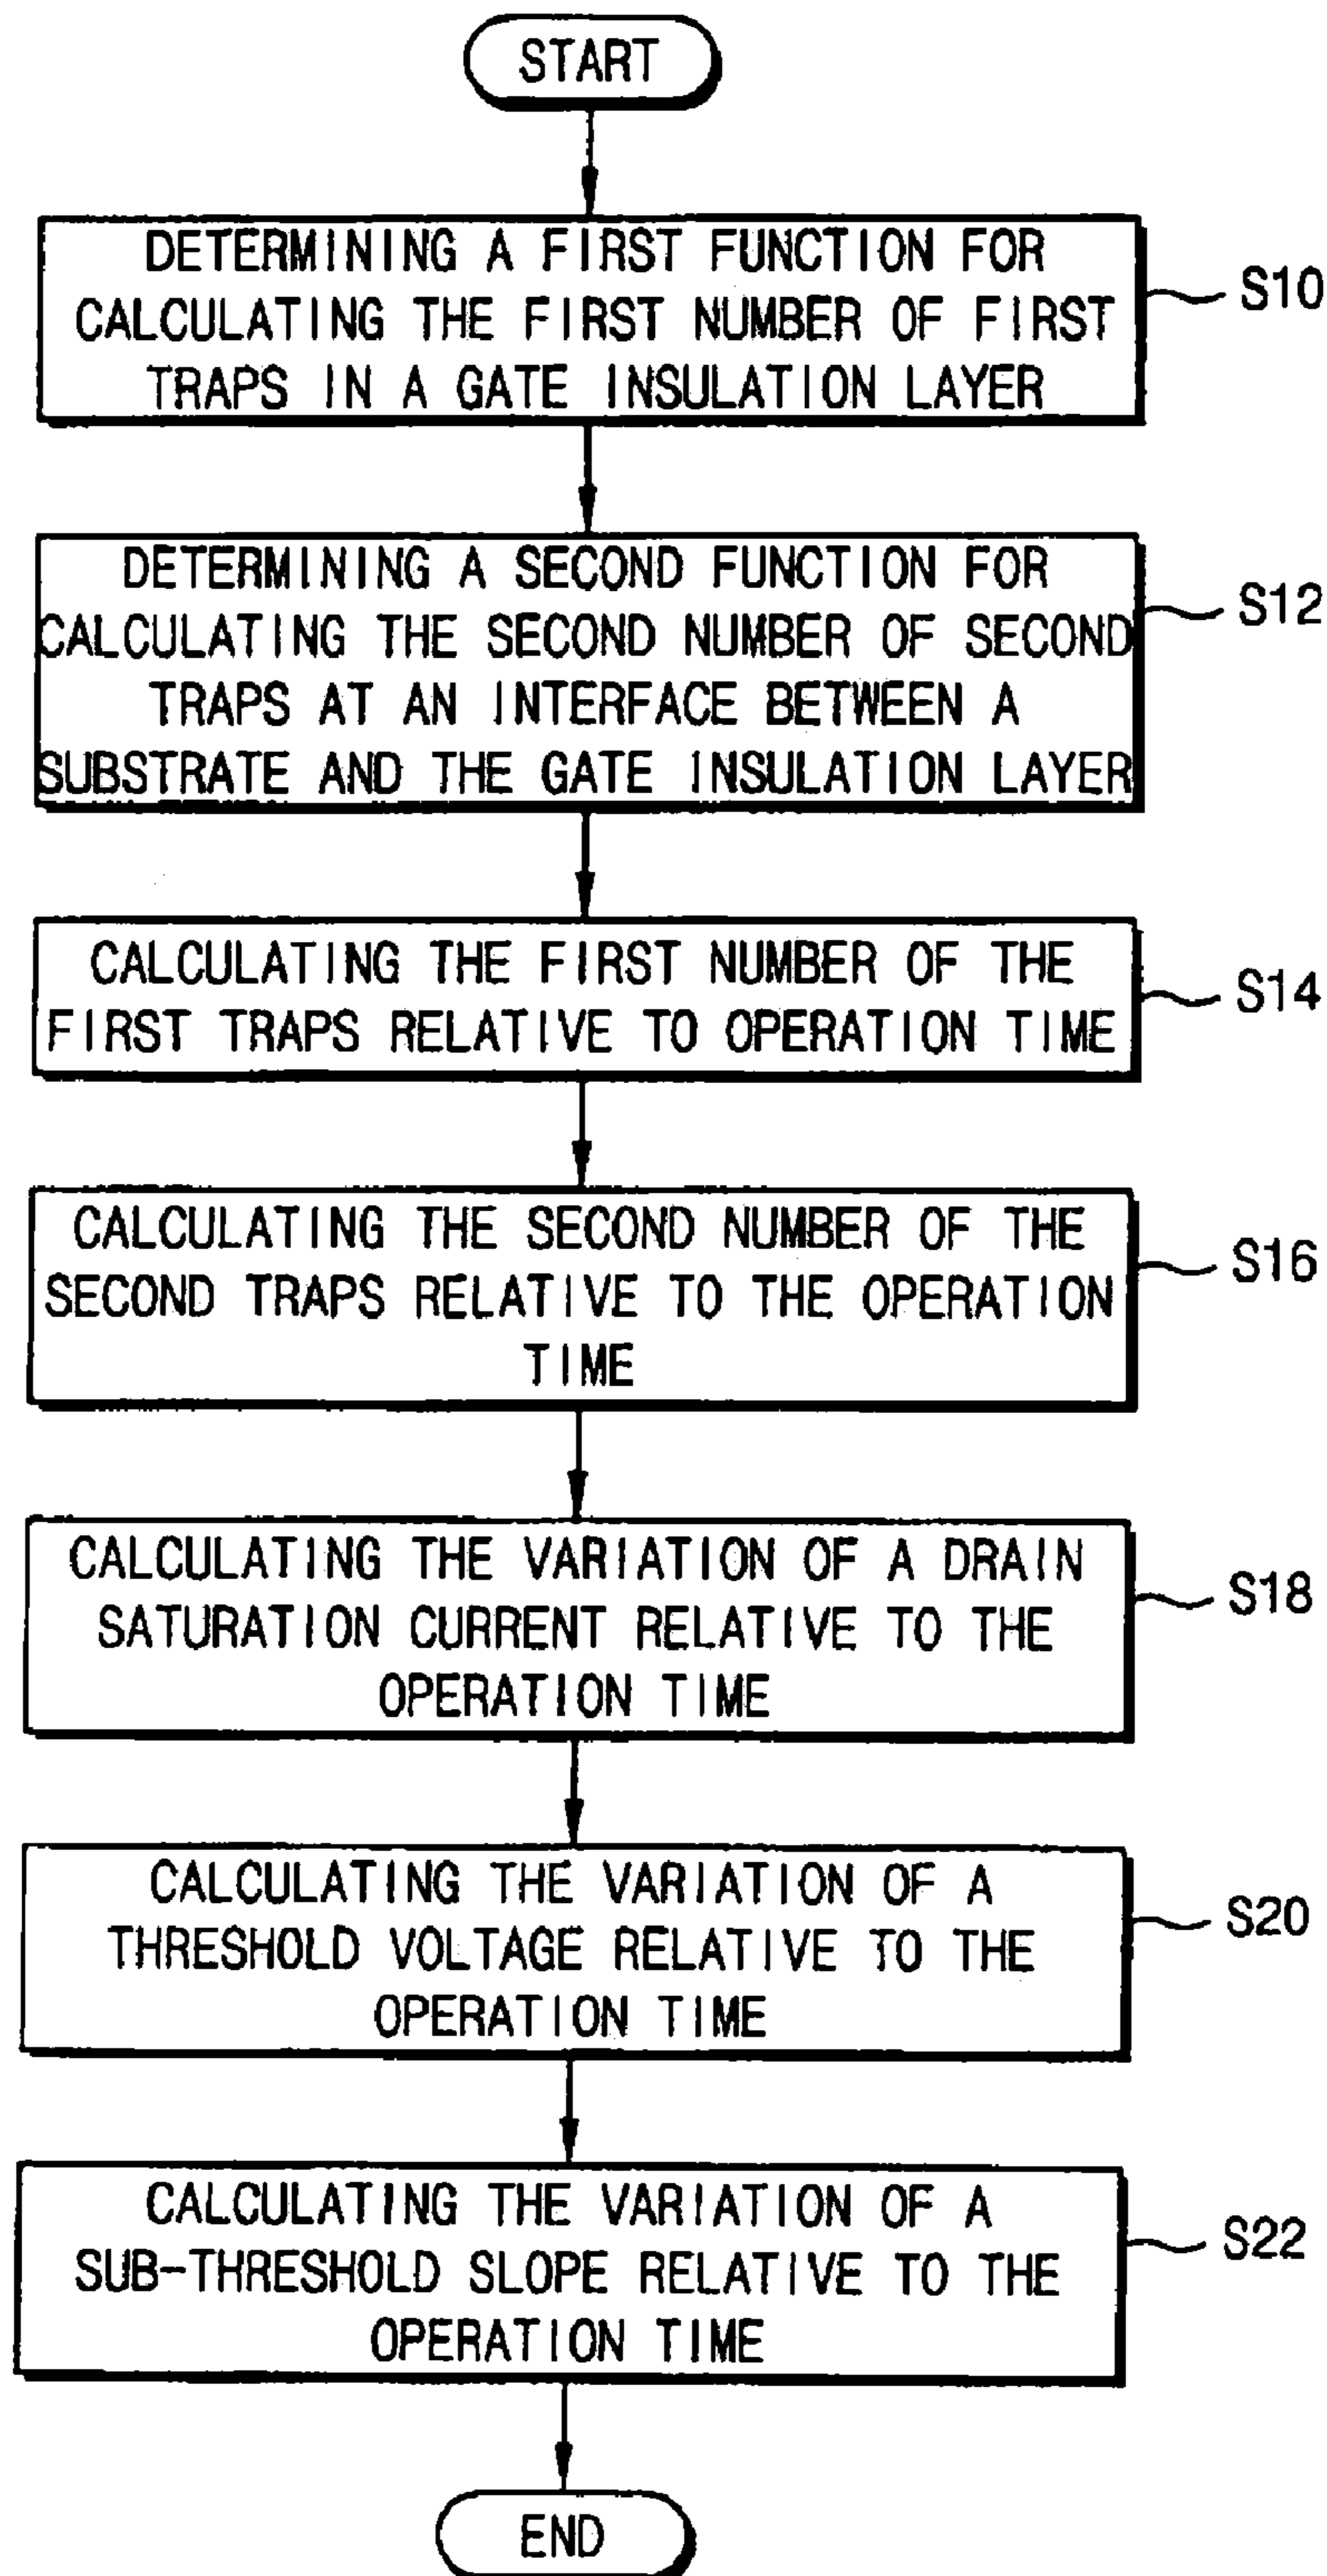 START
DETERMINING A FIRST FUNCTION FOR
CALCULATING THE FIRST NUMBER OF FIRST
TRAPS IN A GATE INSULATION LAYER
S10
DETERMINING A SECOND FUNCTION FOR
CALCULATING THE SECOND NUMBER OF SECOND
TRAPS AT AN INTERFACE BETWEEN A
SUBSTRATE AND THE GATE INSULATION LAYER
S12
CALCULATING THE FIRST NUMBER OF THE
FIRST TRAPS RELATIVE TO OPERATION TIME
S14
CALCULATING THE SECOND NUMBER OF THE
SECOND TRAPS RELATIVE TO THE OPERATION
TIME
S16
CALCULATING THE VARIATION OF A DRAIN
SATURATION CURRENT RELATIVE TO THE
OPERATION TIME
S18
CALCULATING THE VARIATION OF A
THRESHOLD VOLTAGE RELATIVE TO THE
OPERATION TIME
S20
CALCULATING THE VARIATION OF A
SUB-THRESHOLD SLOPE RELATIVE TO THE
OPERATION TIME
S22
END